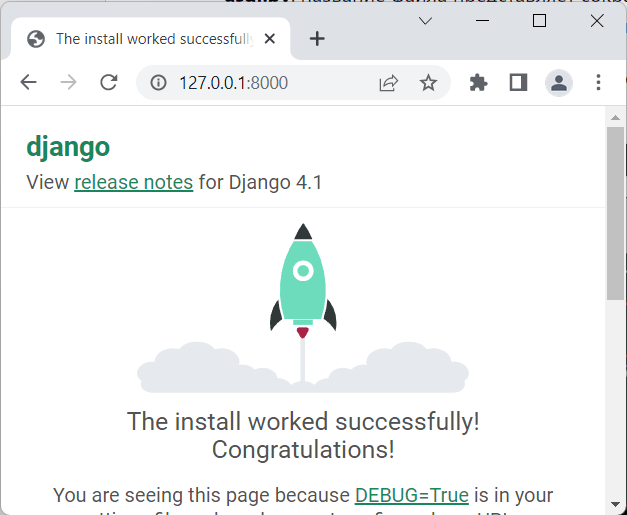 The install worked successfully
127.0.0.1:8000
django
View release notes for Django 4.1
The install worked successfully!
Congratulations!
You are seeing this page because DEBUG=True is in your